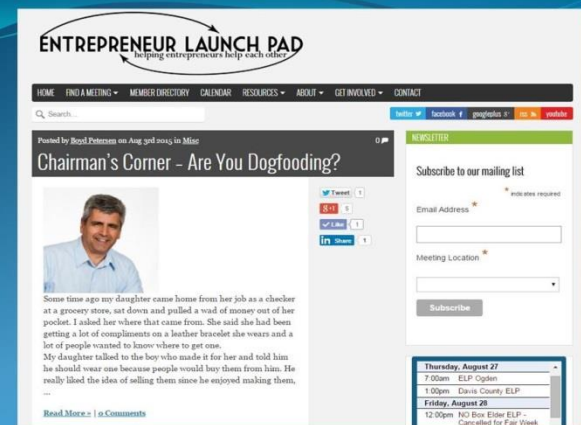 ENTREPRENEUR LAUNCH PAD
helping entrepreneurs help each other
HOME FIND A MEETING MEMBER DIRECTORY CALENDAR RESOURCES ABOUT GET INVOLVED CONTACT
Search...
twitter facebook f googleplus rss youtube
Posted by Boyd Petersen on Aug 3rd 2015 in Misc
0
Chairman's Corner – Are You Dogfooding?
Tweet 1
g+1 3
Like 1
in Share 1
Some time ago my daughter came home from her job as a checker
at a grocery store, sat down and pulled a wad of money out of her
pocket. I asked her where that came from. She said she had been
getting a lot of compliments on a leather bracelet she wears and a
lot of people wanted to know where to get one.
My daughter talked to the boy who made it for her and told him
he should wear one because people would buy them from him. He
really liked the idea of selling them since he enjoyed making them,
...
Read More » | 0 Comments
NEWSLETTER
Subscribe to our mailing list
* indicates required
Email Address *
Meeting Location *
Subscribe
Thursday, August 27
7:00am ELP Ogden
1:00pm Davis County ELP
Friday, August 28
12:00pm NO Box Elder ELP -
Cancelled for Fair Week